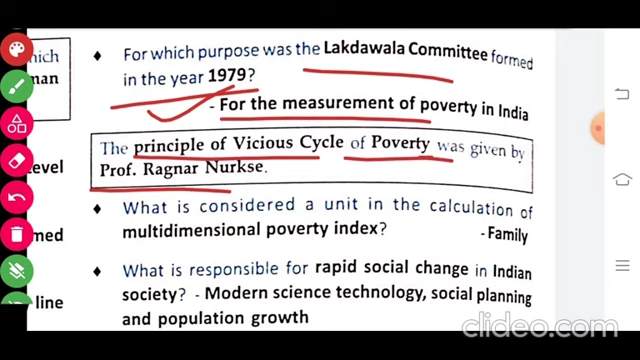 hich
nan
♦ For which purpose was the Lakdawala Committee formed
in the year 1979?
- For the measurement of poverty in India
The principle of Vicious Cycle of Poverty was given by
Prof. Ragnar Nurkse.
evel
♦ What is considered a unit in the calculation of
multidimensional poverty index? - Family
med
♦ What is responsible for rapid social change in Indian
society? - Modern science technology, social planning
line
and population growth
clideo.com